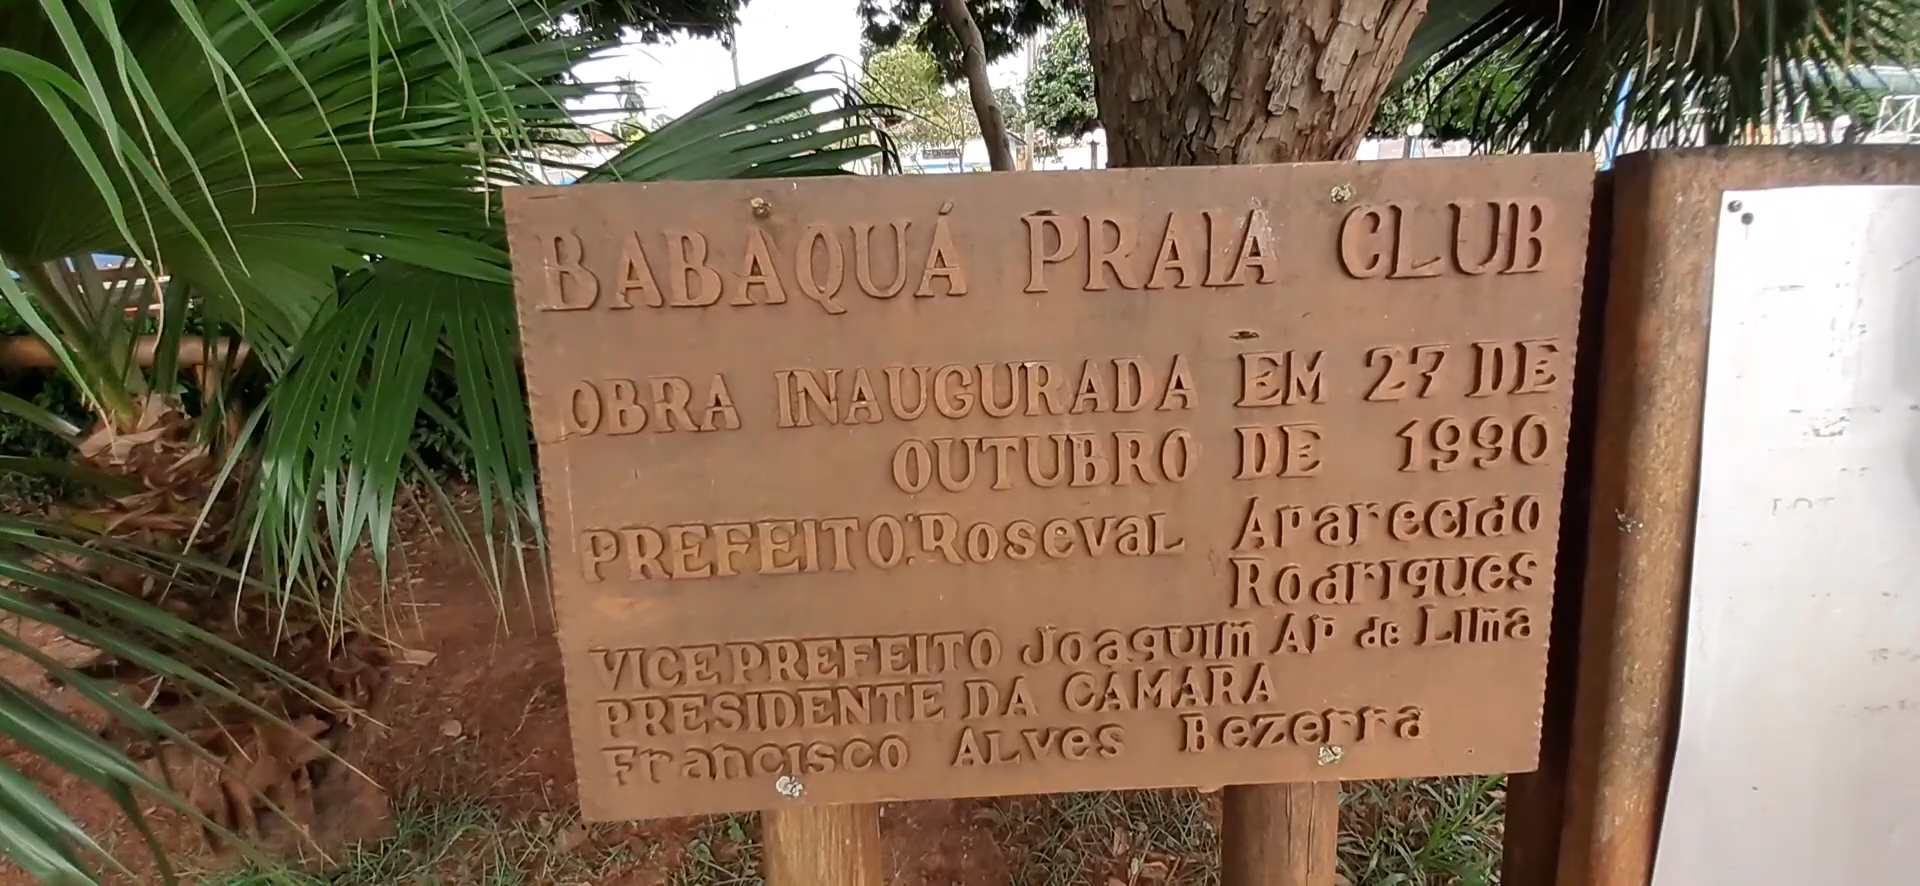 BABAQUÁ PRAIA CLUB
OBRA INAUGURADA EM 27 DE
OUTUBRO DE 1990
PREFEITO: Roseval Aparecido
Rodrigues
VICE PREFEITO Joaquim AP de Lima
PRESIDENTE DA CAMARA
Francisco ALves Bezerra